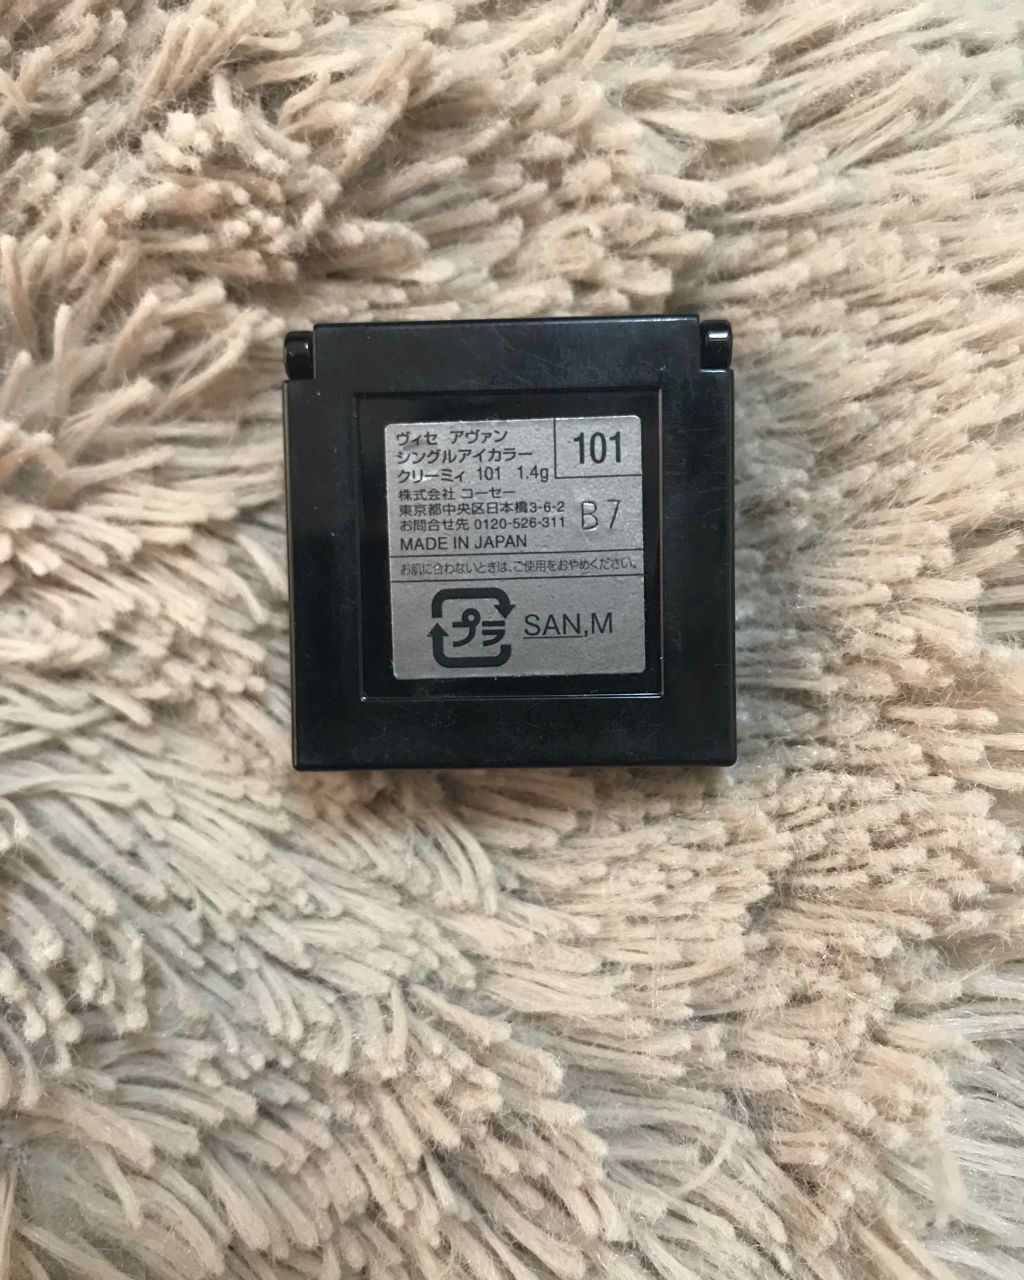 ヴィセ アヴァン
シングルアイカラー
クリーミィ 101 1.4g
101
株式会社 コーセー
東京都中央区日本橋3-6-2
お問合せ先 0120-526-311
B7
MADE IN JAPAN
お肌に合わないときは、ご使用をおやめください。
プラ
SAN,M